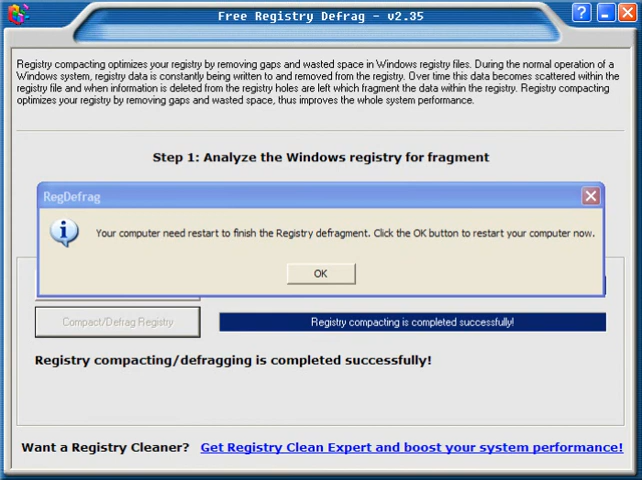 Free Registry Defrag - v2.35
Registry compacting optimizes your registry by removing gaps and wasted space in Windows registry files. During the normal operation of a
Windows system, registry data is constantly being written to and removed from the registry. Over time this data becomes scattered within the
registry file and when information is deleted from the registry holes are left which fragment the data within the registry. Registry compacting
optimizes your registry by removing gaps and wasted space, thus improves the whole system performance.
Step 1: Analyze the Windows registry for fragment
RegDefrag
Your computer need restart to finish the Registry defragment. Click the OK button to restart your computer now.
OK
Compact/Defrag Registry
Registry compacting is completed successfully!
Registry compacting/defragging is completed successfully!
Want a Registry Cleaner? Get Registry Clean Expert and boost your system performance!